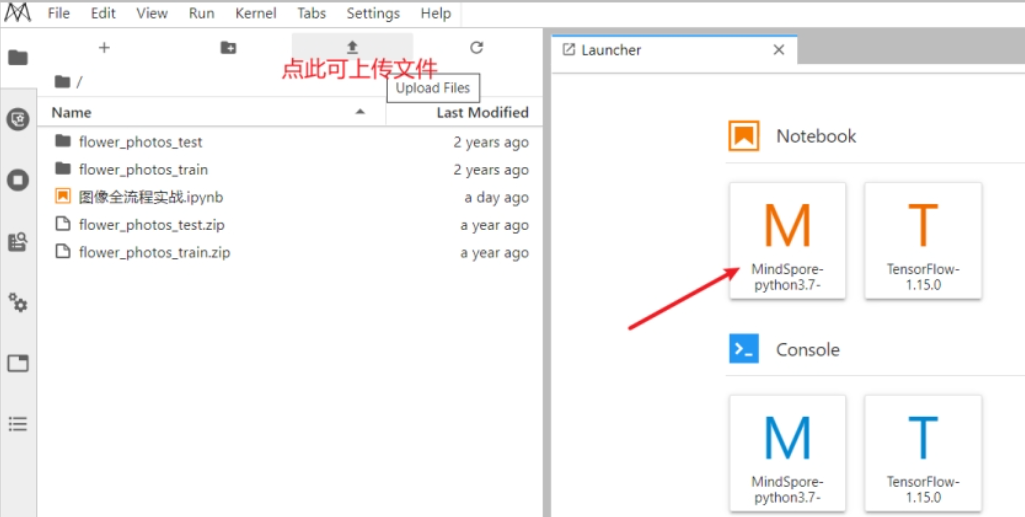 File Edit View Run Kernel Tabs Settings Help
点此可上传文件
Upload Files
/
Name Last Modified
flower_photos_test 2 years ago
flower_photos_train 2 years ago
图像全流程实战.ipynb a day ago
flower_photos_test.zip a year ago
flower_photos_train.zip a year ago
Launcher
Notebook
M
MindSpore-
python3.7-
T
TensorFlow-
1.15.0
Console
M
MindSpore-
python3.7-
T
TensorFlow-
1.15.0